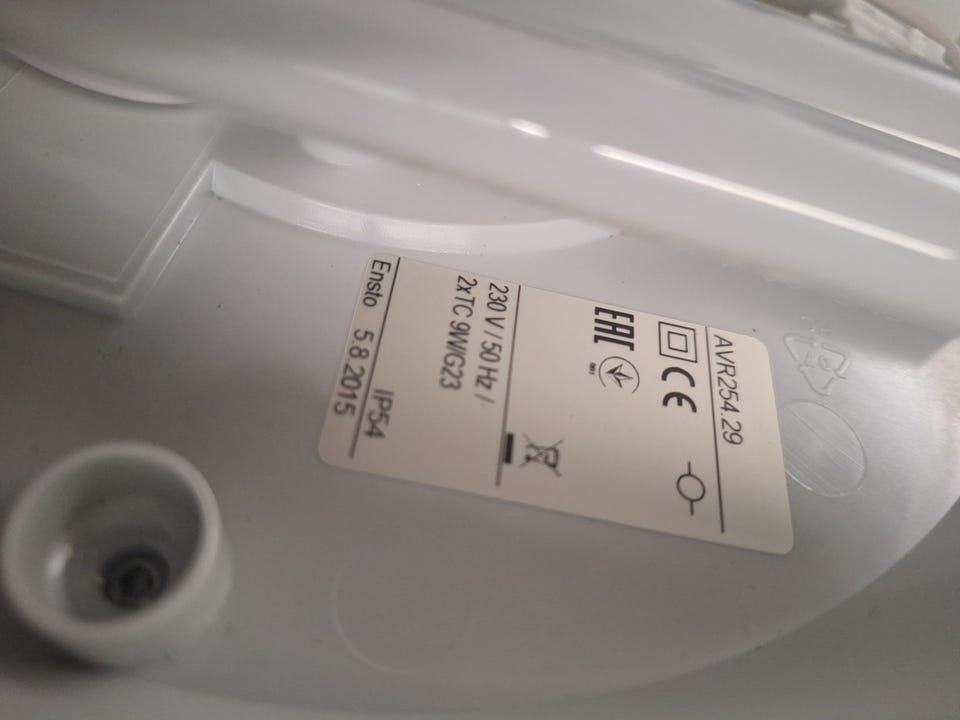 AVR254.29
CE
EAC
230 V / 50 Hz /
2xTC 9W/G23
IP54
Ensto 5.8.2015